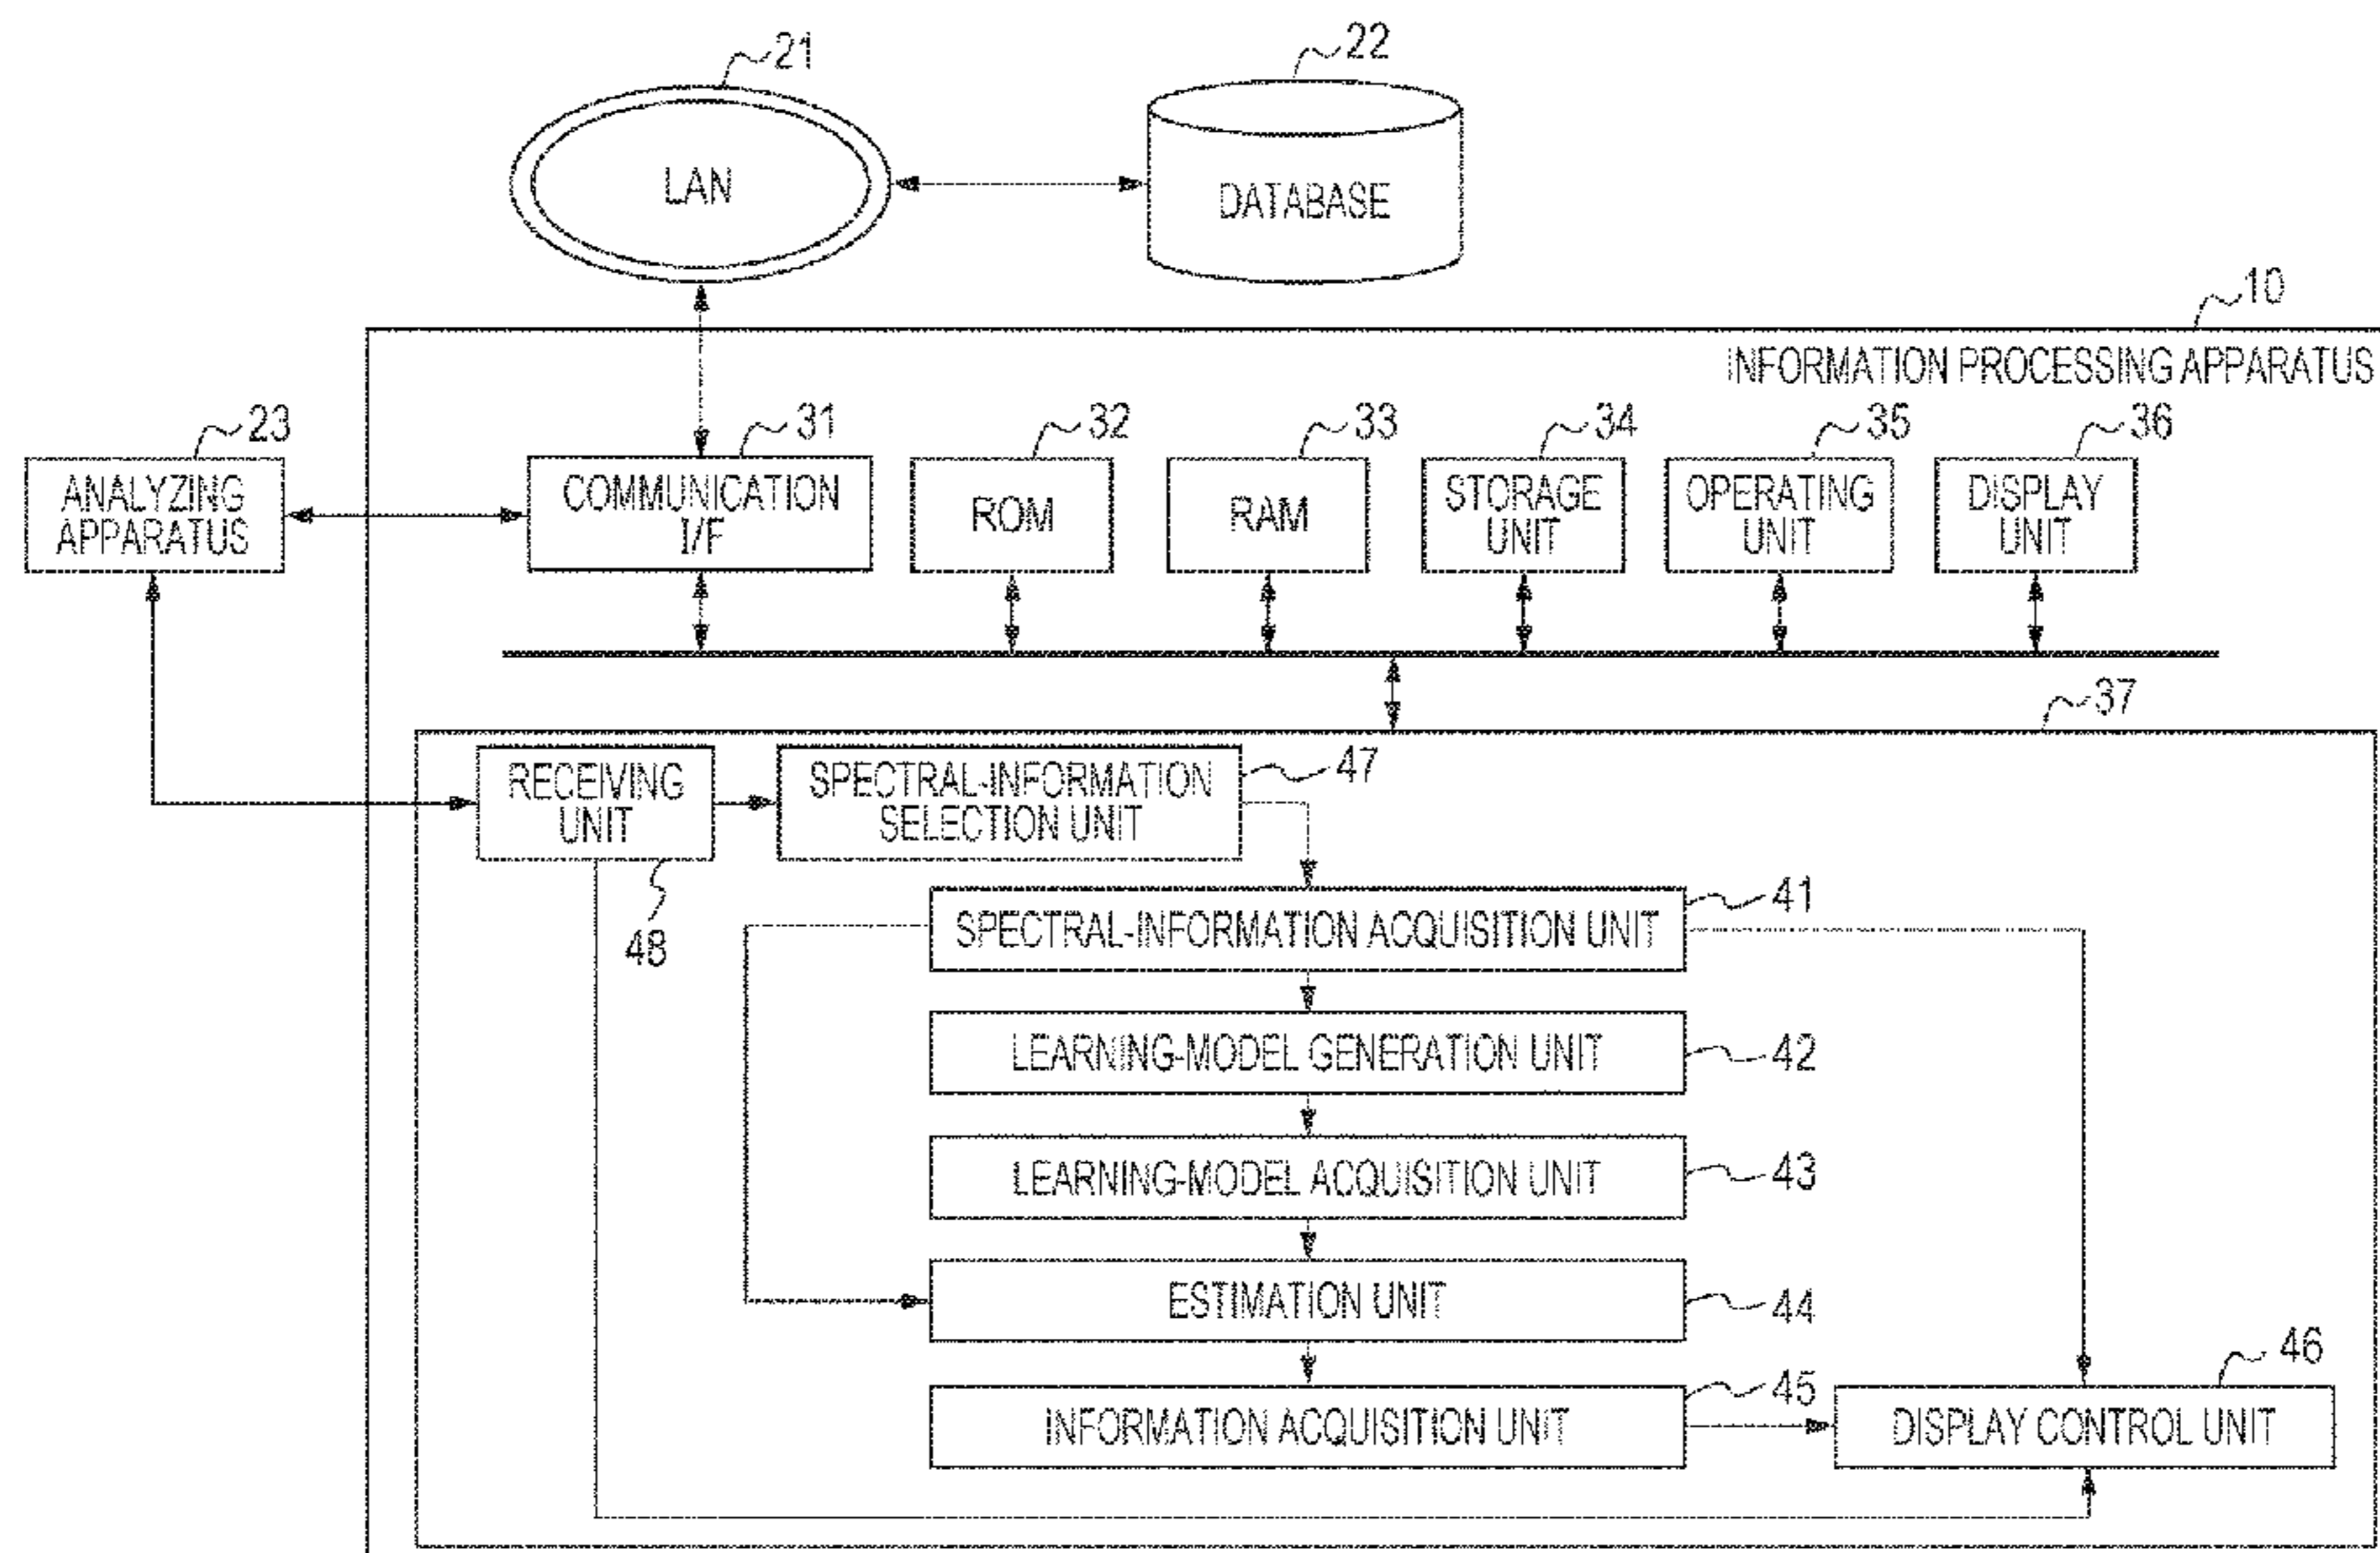 21
22
LAN
DATABASE
10
INFORMATION PROCESSING APPARATUS
23
31
32
33
34
35
36
ANALYZING
APPARATUS
COMMUNICATION
I/F
ROM
RAM
STORAGE
UNIT
OPERATING
UNIT
DISPLAY
UNIT
37
RECEIVING
UNIT
48
SPECTRAL-INFORMATION
SELECTION UNIT
47
SPECTRAL-INFORMATION ACQUISITION UNIT
41
LEARNING-MODEL GENERATION UNIT
42
LEARNING-MODEL ACQUISITION UNIT
43
ESTIMATION UNIT
44
INFORMATION ACQUISITION UNIT
45
DISPLAY CONTROL UNIT
46